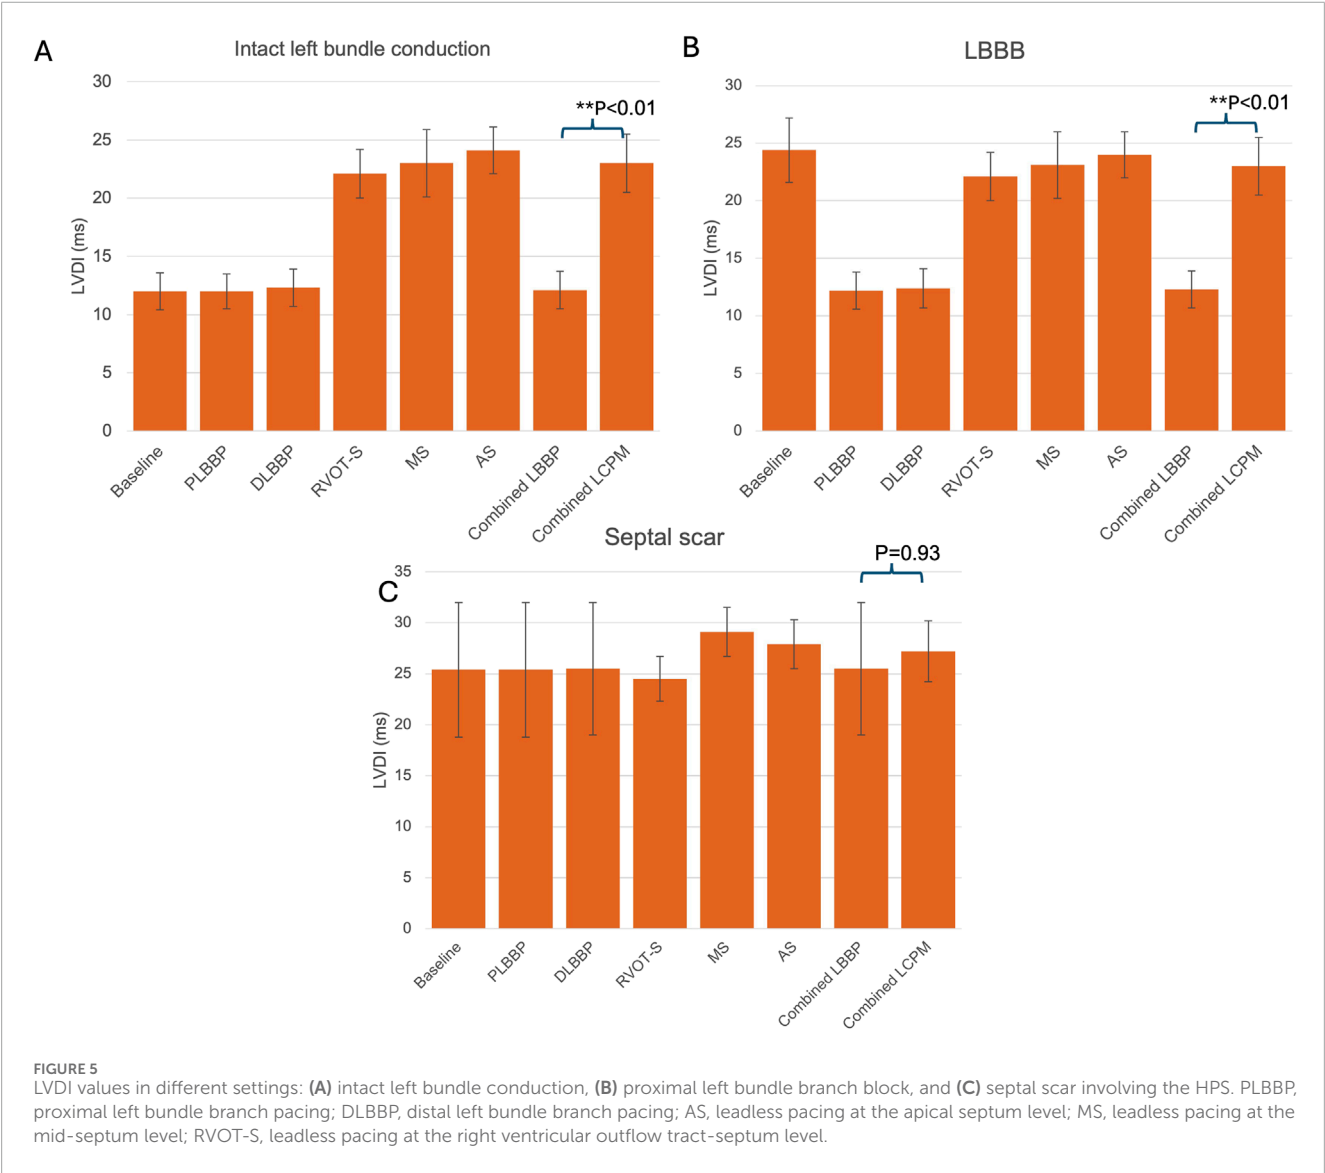 A
Intact left bundle conduction
30
25
20
15
10
5
0
LVDI (ms)
**P<0.01
Baseline
PLBBP
DLBBP
RVOT-S
MS
AS
Combined LBBP
Combined LCPM
B
LBBB
30
25
20
15
10
5
0
LVDI (ms)
**P<0.01
Baseline
PLBBP
DLBBP
RVOT-S
MS
AS
Combined LBBP
Combined LCPM
C
Septal scar
35
30
25
20
15
10
5
0
LVDI (ms)
P=0.93
Baseline
PLBBP
DLBBP
RVOT-S
MS
AS
Combined LBBP
Combined LCPM
FIGURE 5
LVDI values in different settings: (A) intact left bundle conduction, (B) proximal left bundle branch block, and (C) septal scar involving the HPS. PLBBP,
proximal left bundle branch pacing; DLBBP, distal left bundle branch pacing; AS, leadless pacing at the apical septum level; MS, leadless pacing at the
mid-septum level; RVOT-S, leadless pacing at the right ventricular outflow tract-septum level.